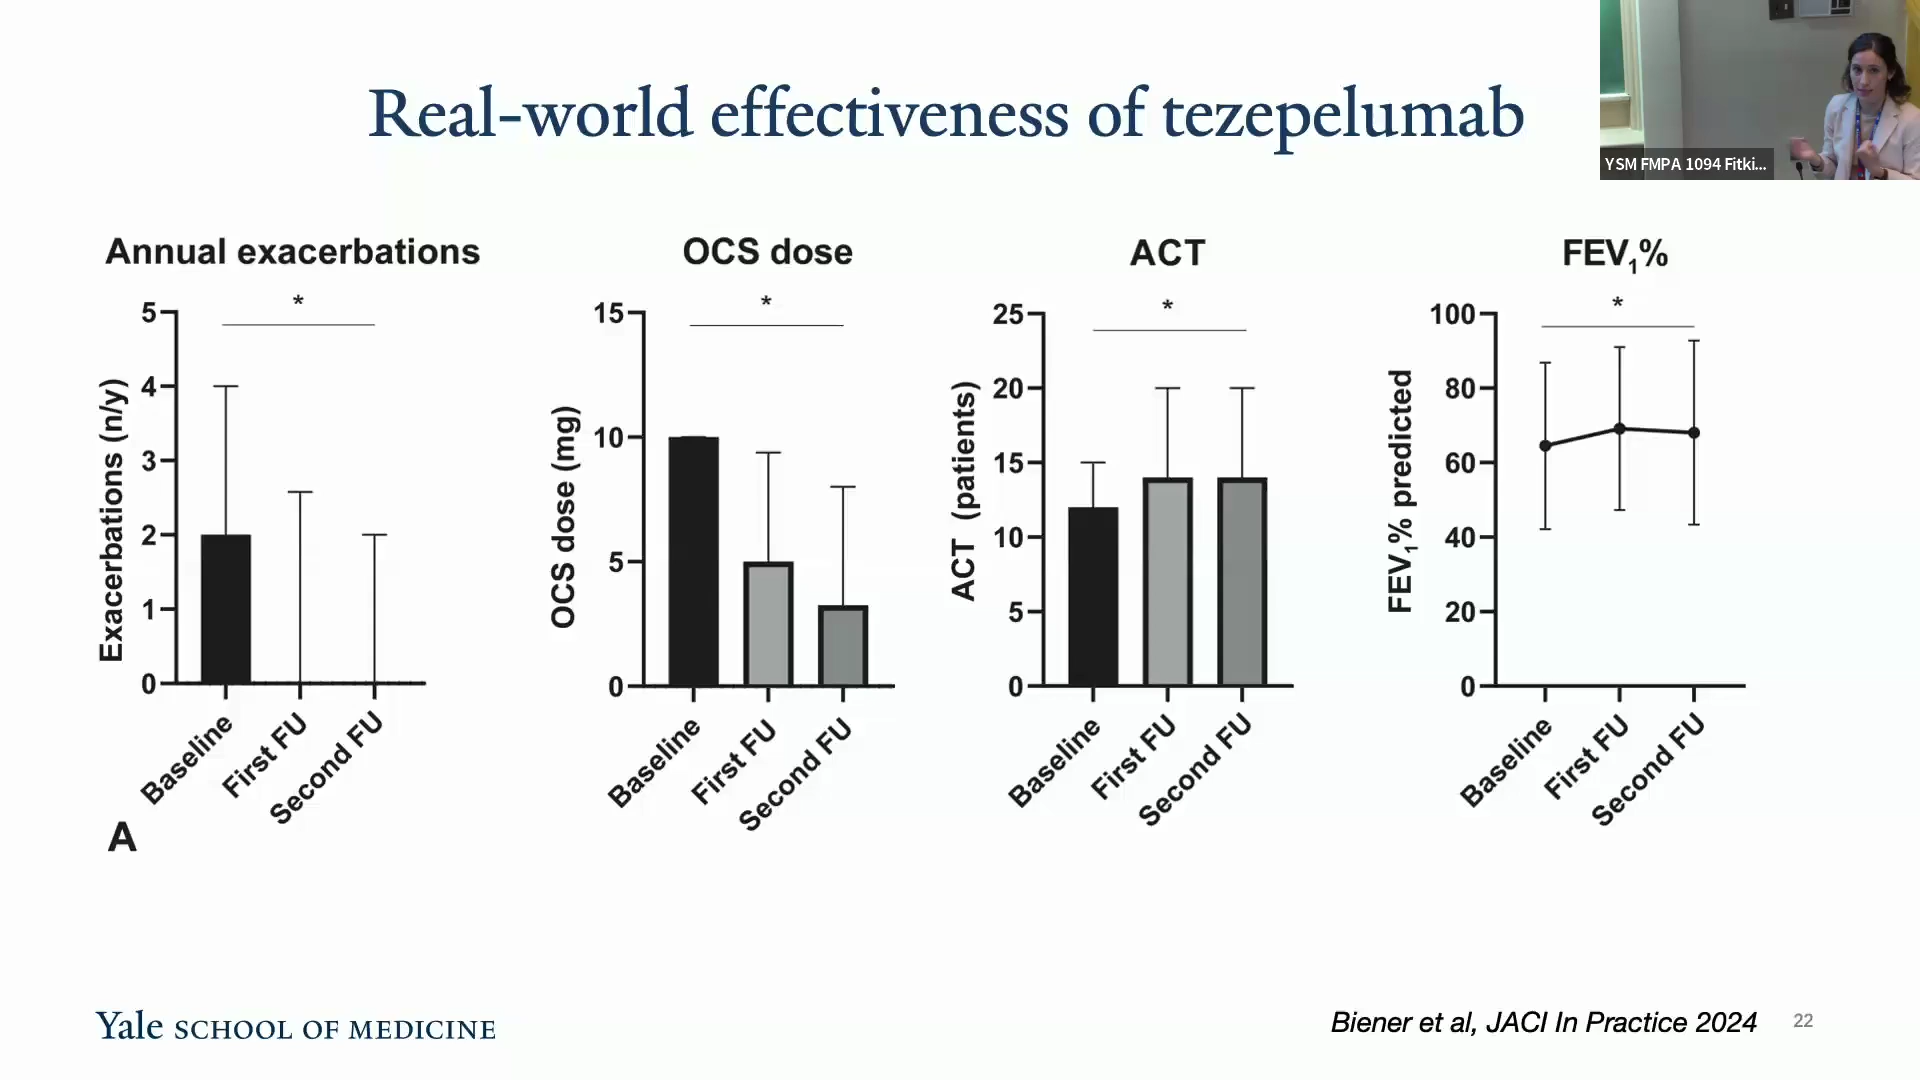 Real-world effectiveness of tezepelumab
YSM FMPA 1094 Fitki...
Annual exacerbations
*
Exacerbations (n/y)
5
4
3
2
1
0
Baseline
First FU
Second FU
OCS dose
*
OCS dose (mg)
15
10
5
0
Baseline
First FU
Second FU
ACT
*
ACT (patients)
25
20
15
10
5
0
Baseline
First FU
Second FU
FEV₁%
*
FEV₁% predicted
100
80
60
40
20
0
Baseline
First FU
Second FU
A
Yale SCHOOL OF MEDICINE
Biener et al, JACI In Practice 2024
22